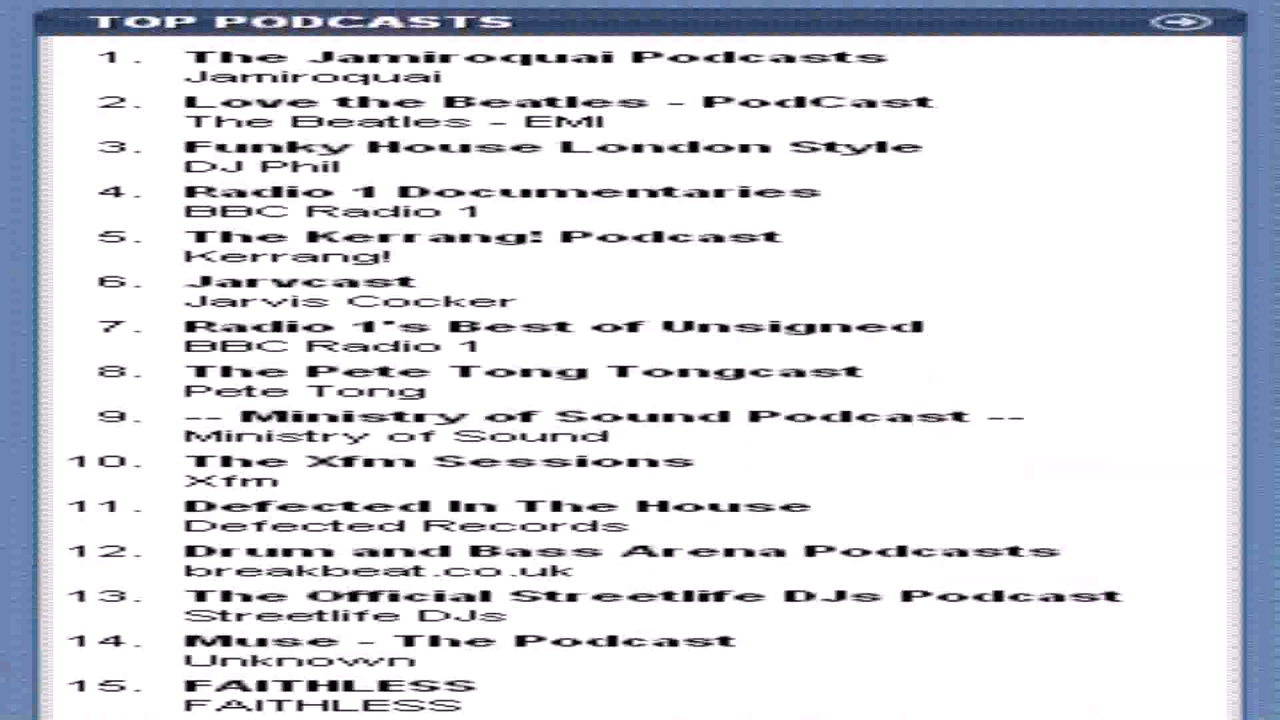 TOP PODCASTS
1. The Jamiroquai Podcasts
Jamiroquai
2. Love the Beatles - PodCast
The Beatles - EMI
3. Funky House London Style
DJ Phil
4. Radio 1 Documentaries
BBC Radio 1
5. The Kerrang! Podcast
Kerrang!
6. Jarvcast
Jarvis Cocker
7. Radio 1's Best of Unsigned
BBC Radio 1
8. The Pete Tong Tongcast
Pete Tong
9. -- Ministry of Sound Podcast --
Ministry of Sound
10. The Xfm Sessions
Xfm
11. Defected In The House
Defected Records
12. Drum and Bass Arena Podcasts
breakbeat.co.uk
13. The Official Streetlife DJs Podcast
Streetlife DJs
14. Muse - The Podcast
Unknown
15. FAITHLESS
FAITHLESS